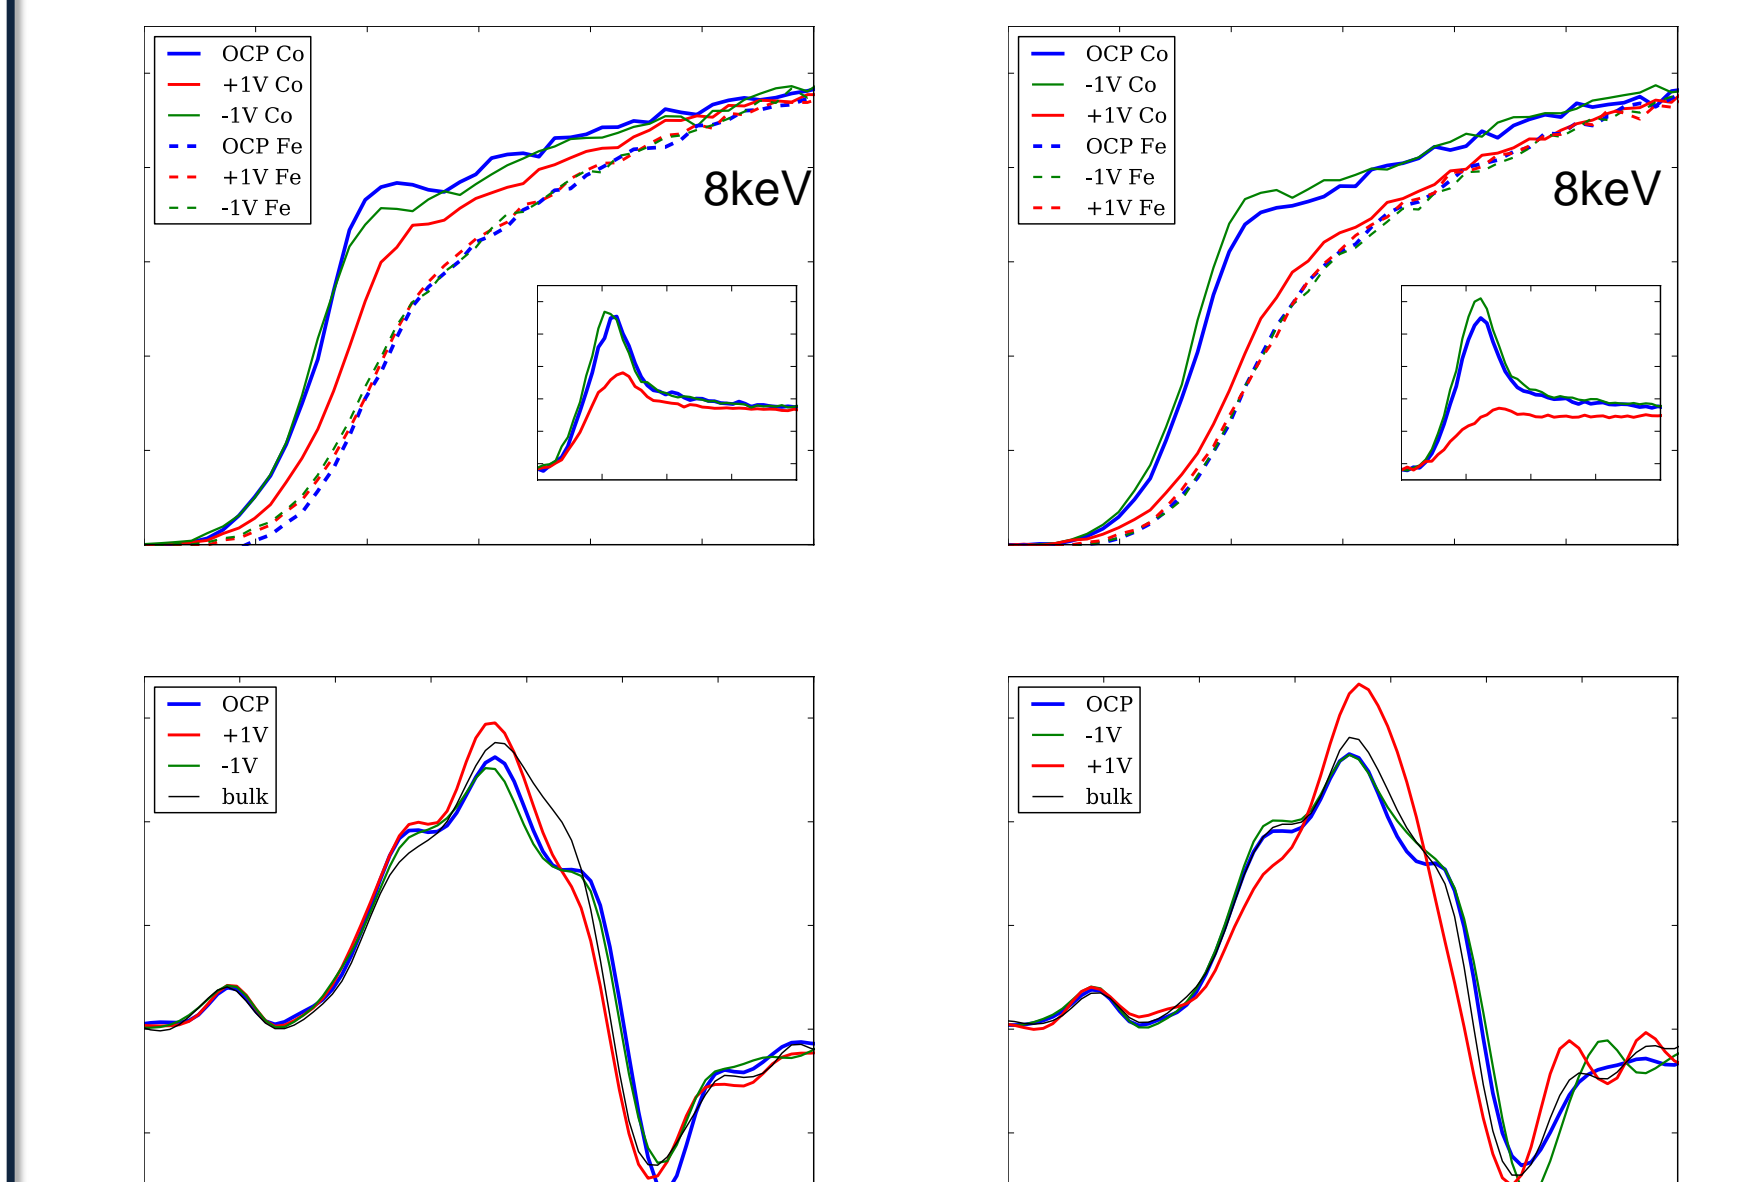 OCP Co
+1V Co
-1V Co
OCP Fe
+1V Fe
-1V Fe
8keV
OCP Co
-1V Co
+1V Co
OCP Fe
-1V Fe
+1V Fe
8keV
OCP
+1V
-1V
bulk
OCP
-1V
+1V
bulk